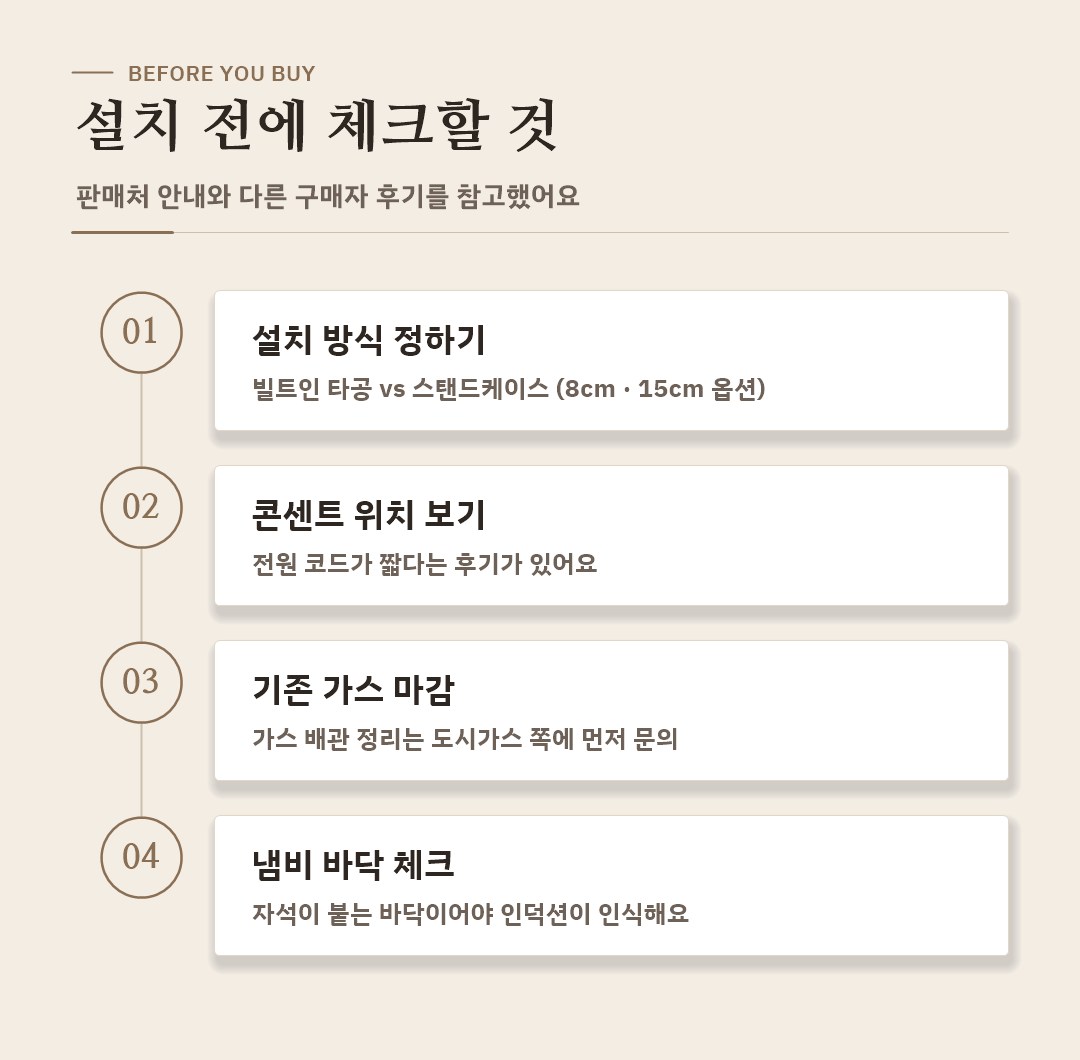 BEFORE YOU BUY
설치 전에 체크할 것
판매처 안내와 다른 구매자 후기를 참고했어요
01
설치 방식 정하기
빌트인 타공 vs 스탠드케이스 (8cm · 15cm 옵션)
02
콘센트 위치 보기
전원 코드가 짧다는 후기가 있어요
03
기존 가스 마감
가스 배관 정리는 도시가스 쪽에 먼저 문의
04
냄비 바닥 체크
자석이 붙는 바닥이어야 인덕션이 인식해요